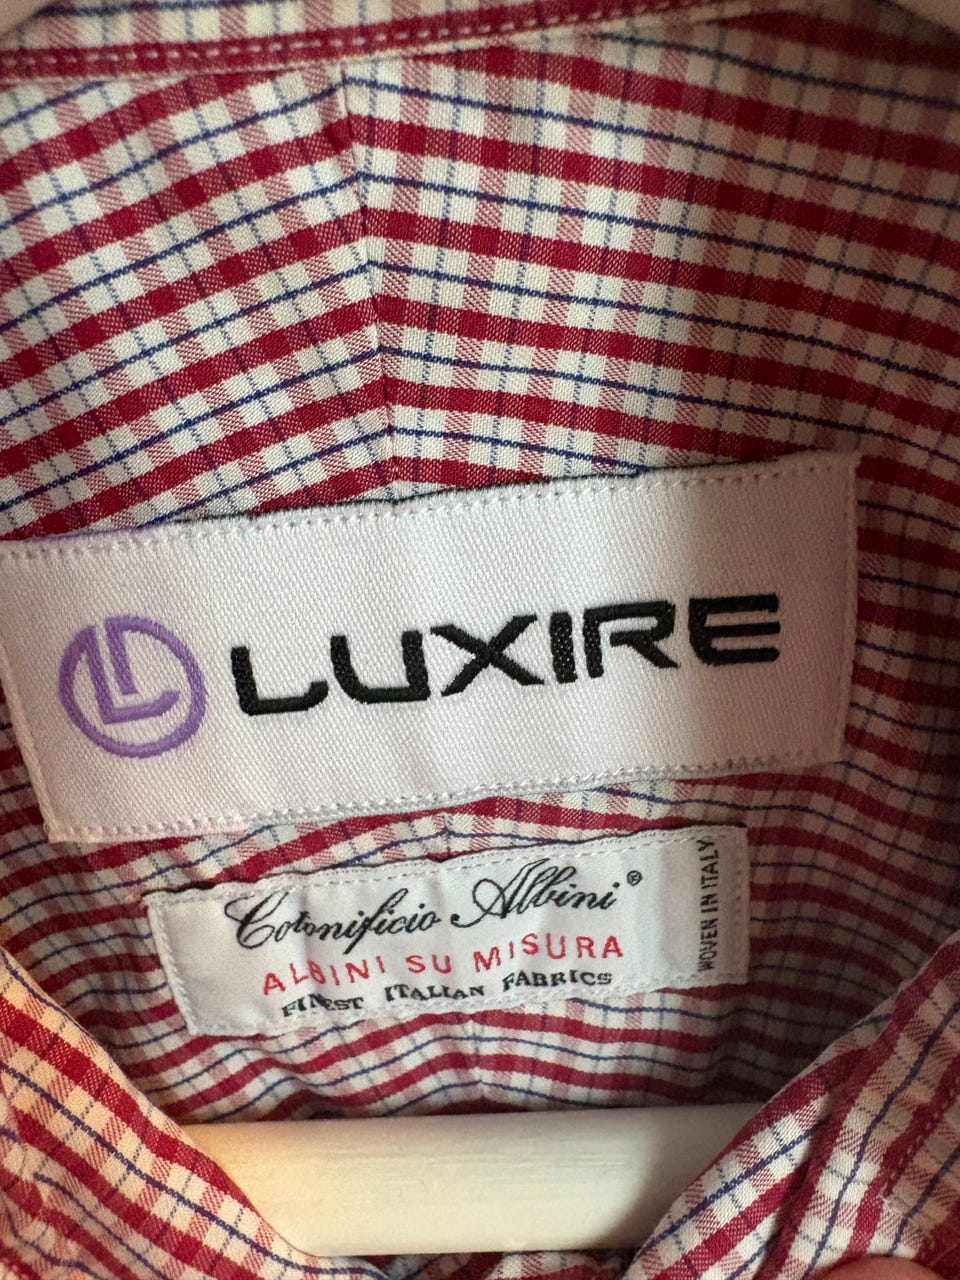 LUXIRE
Cotonificio Albini®
ALBINI SU MISURA
FINEST ITALIAN FABRICS
WOVEN IN ITALY